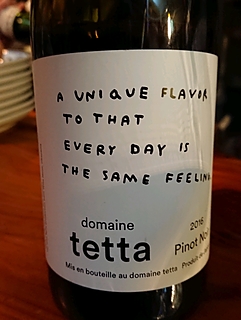 A UNIQUE FLAVOR
TO THAT
EVERY DAY IS
THE SAME FEELING
domaine
tetta
2016
Pinot
Mis en bouteille au domaine tetta
Produit